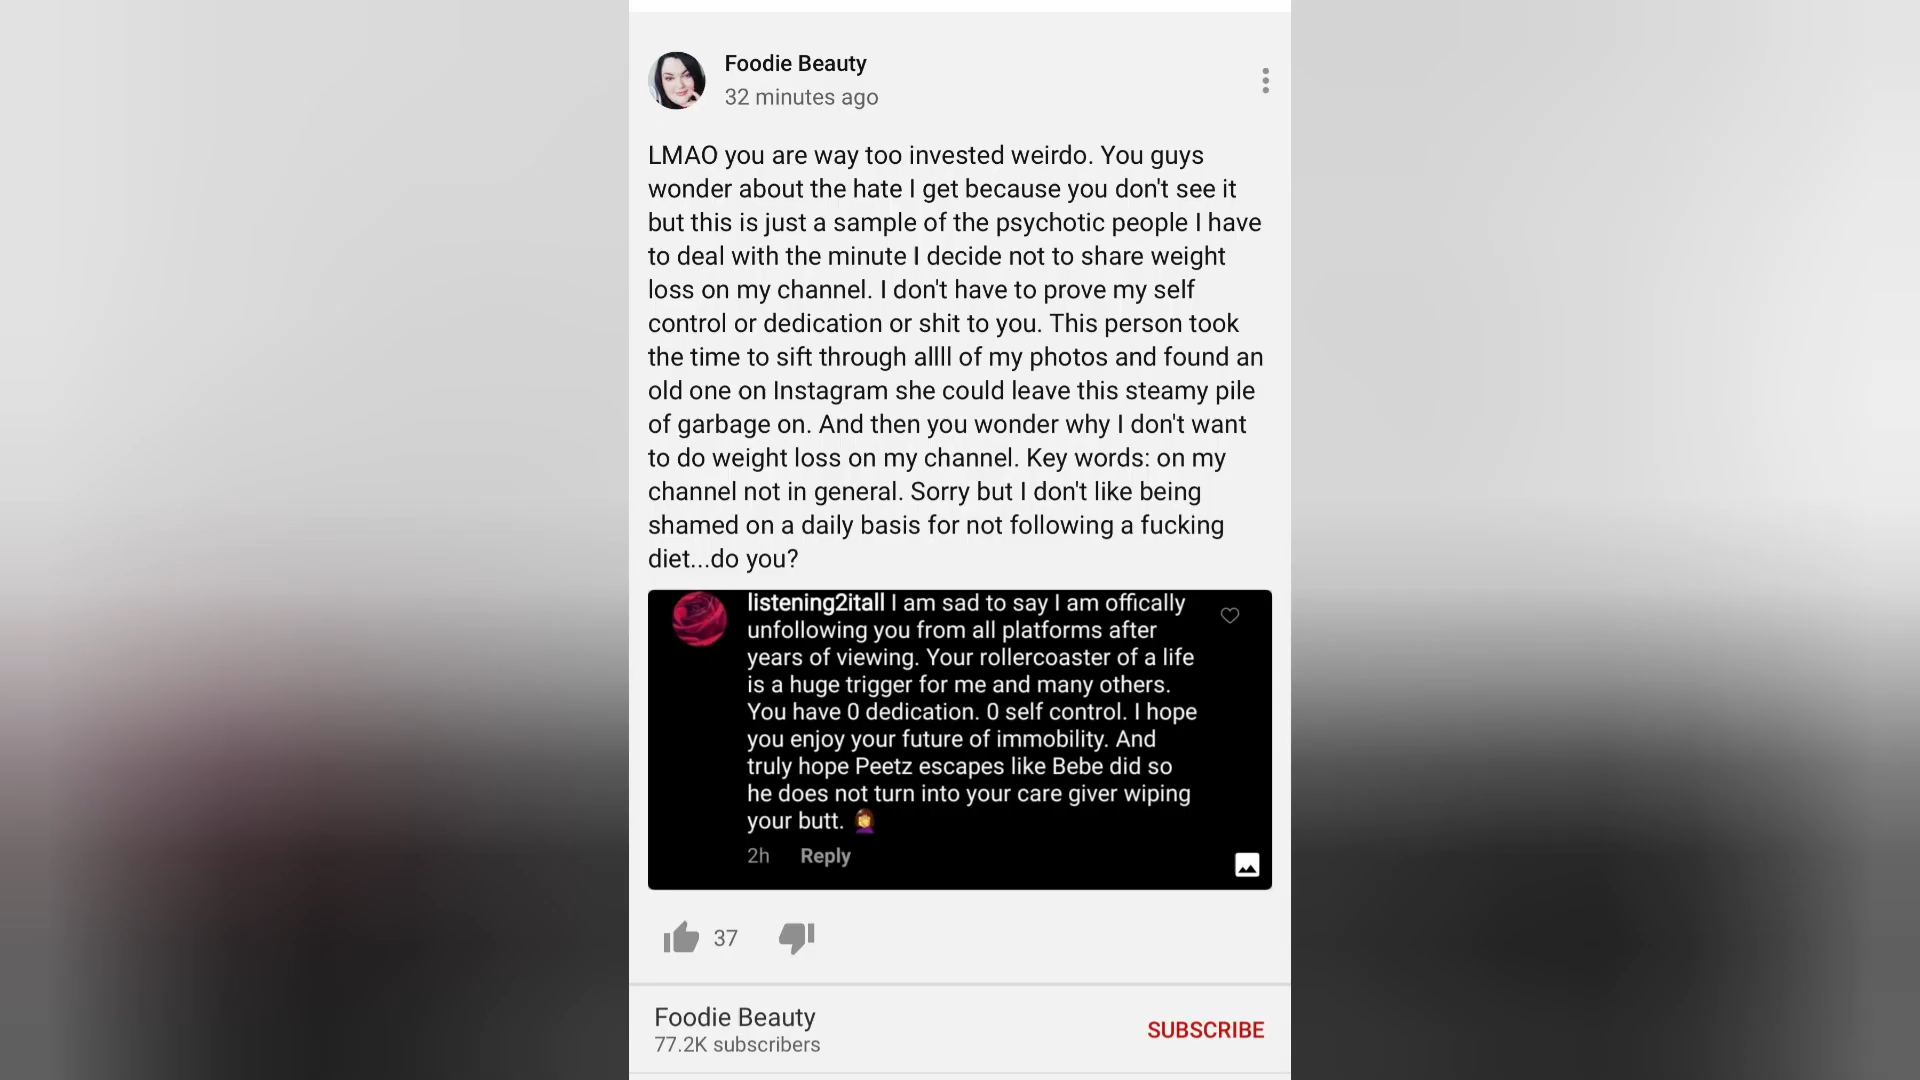 Foodie Beauty
32 minutes ago
LMAO you are way too invested weirdo. You guys
wonder about the hate I get because you don't see it
but this is just a sample of the psychotic people I have
to deal with the minute I decide not to share weight
loss on my channel. I don't have to prove my self
control or dedication or shit to you. This person took
the time to sift through allll of my photos and found an
old one on Instagram she could leave this steamy pile
of garbage on. And then you wonder why I don't want
to do weight loss on my channel. Key words: on my
channel not in general. Sorry but I don't like being
shamed on a daily basis for not following a fucking
diet...do you?
listening2itall I am sad to say I am offically
unfollowing you from all platforms after
years of viewing. Your rollercoaster of a life
is a huge trigger for me and many others.
You have 0 dedication. 0 self control. I hope
you enjoy your future of immobility. And
truly hope Peetz escapes like Bebe did so
he does not turn into your care giver wiping
your butt. 🤦‍♀️
2h Reply
37
Foodie Beauty
77.2K subscribers
SUBSCRIBE